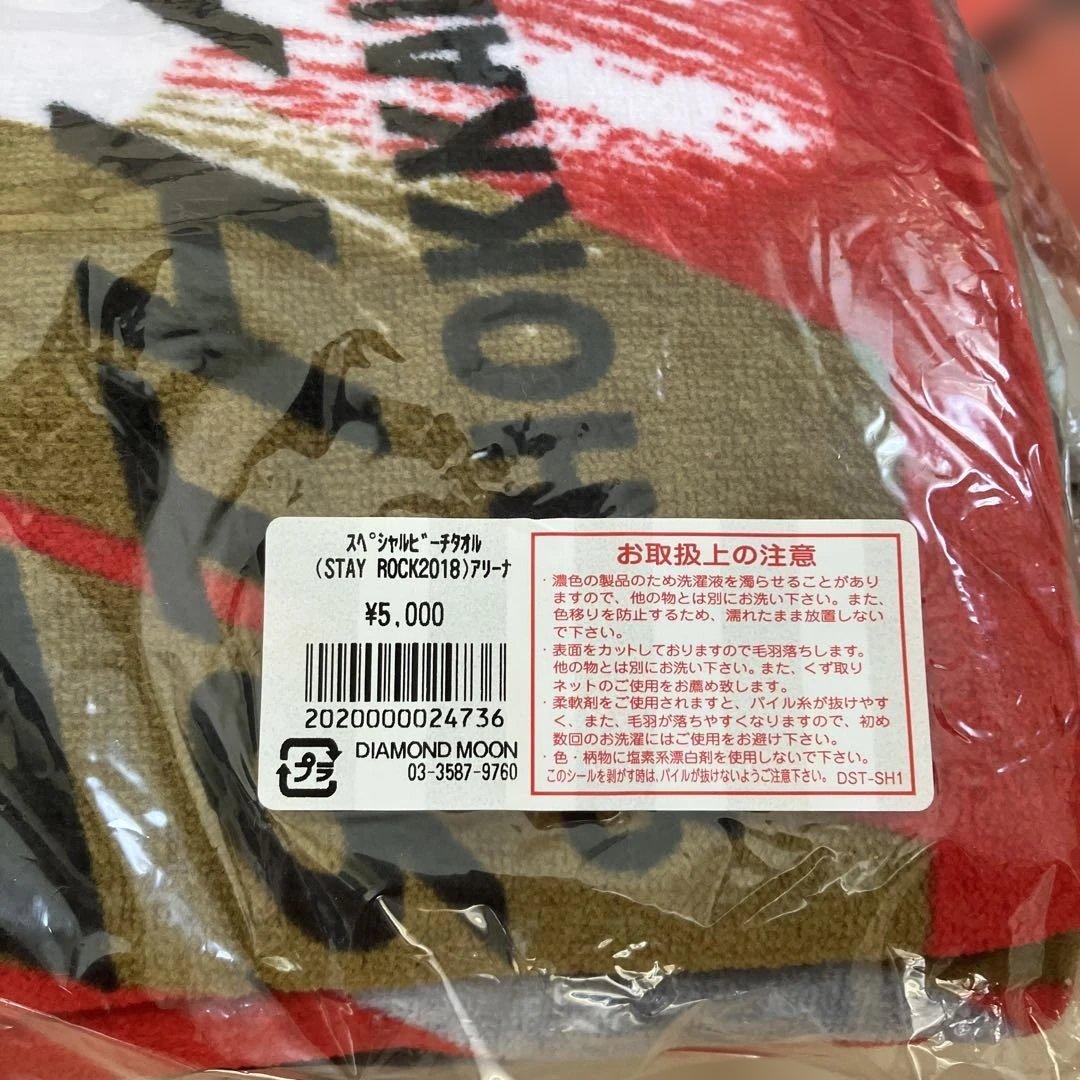 HOKKA
ｽﾍﾟｼｬﾙﾋﾞｰﾁﾀｵﾙ
(STAY ROCK2018)アリーナ
¥5,000
2020000024736
プラ
DIAMOND MOON
03-3587-9760
お取扱上の注意
・濃色の製品のため洗濯液を濁らせることがあり
ますので、他の物とは別にお洗い下さい。また、
色移りを防止するため、濡れたまま放置しない
で下さい。
・表面をカットしておりますので毛羽落ちします。
他の物とは別にお洗い下さい。また、くず取り
ネットのご使用をお薦め致します。
・柔軟剤をご使用されますと、パイル糸が抜けやす
く、また、毛羽が落ちやすくなりますので、初め
数回のお洗濯にはご使用をお避け下さい。
・色・柄物に塩素系漂白剤を使用しないで下さい。
このシールを剥がす時は、パイルが抜けないようご注意下さい。 DST-SH1